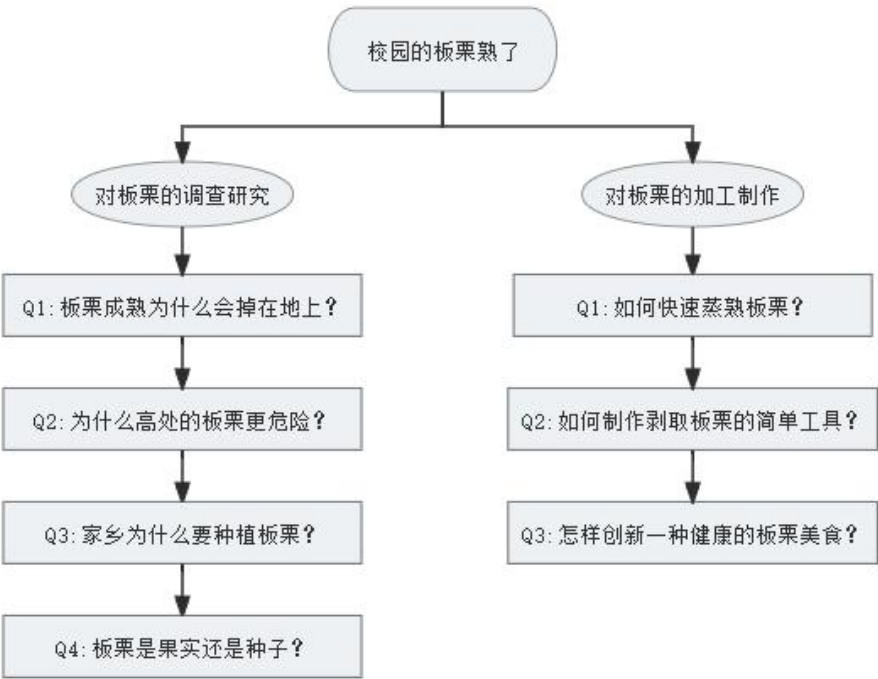 校园的板栗熟了
对板栗的调查研究
Q1:板栗成熟为什么会掉在地上?
Q2:为什么高处的板栗更危险?
Q3:家乡为什么要种植板栗?
Q4:板栗是果实还是种子?
对板栗的加工制作
Q1:如何快速蒸熟板栗?
Q2:如何制作剥取板栗的简单工具?
Q3:怎样创新一种健康的板栗美食?